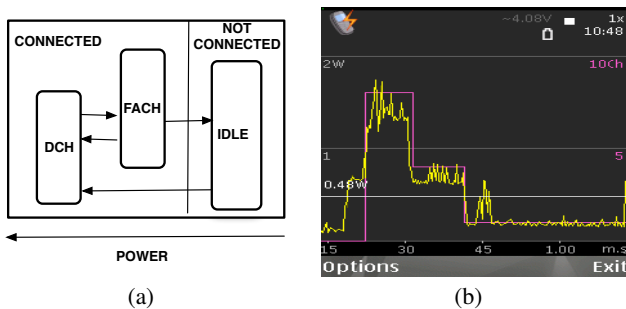 CONNECTED
NOT
CONNECTED
DCH
FACH
IDLE
POWER
(a)
~4.08V
1x
10:48
2W
10Ch
1
5
0.48W
15
30
45
1.00
m.s
Options
Exit
(b)